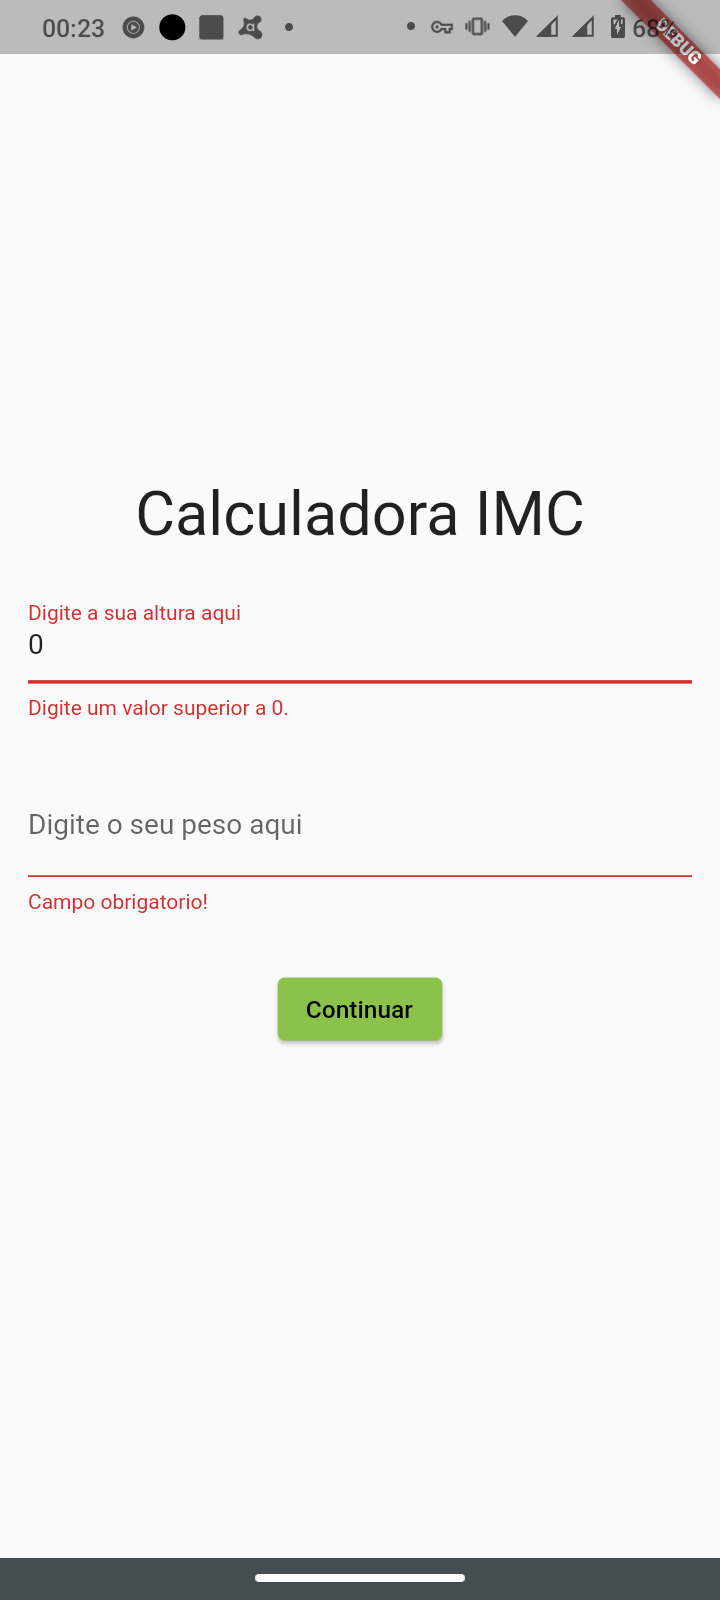 00:23
68%
DEBUG
Calculadora IMC
Digite a sua altura aqui
0
Digite um valor superior a 0.
Digite o seu peso aqui
Campo obrigatorio!
Continuar